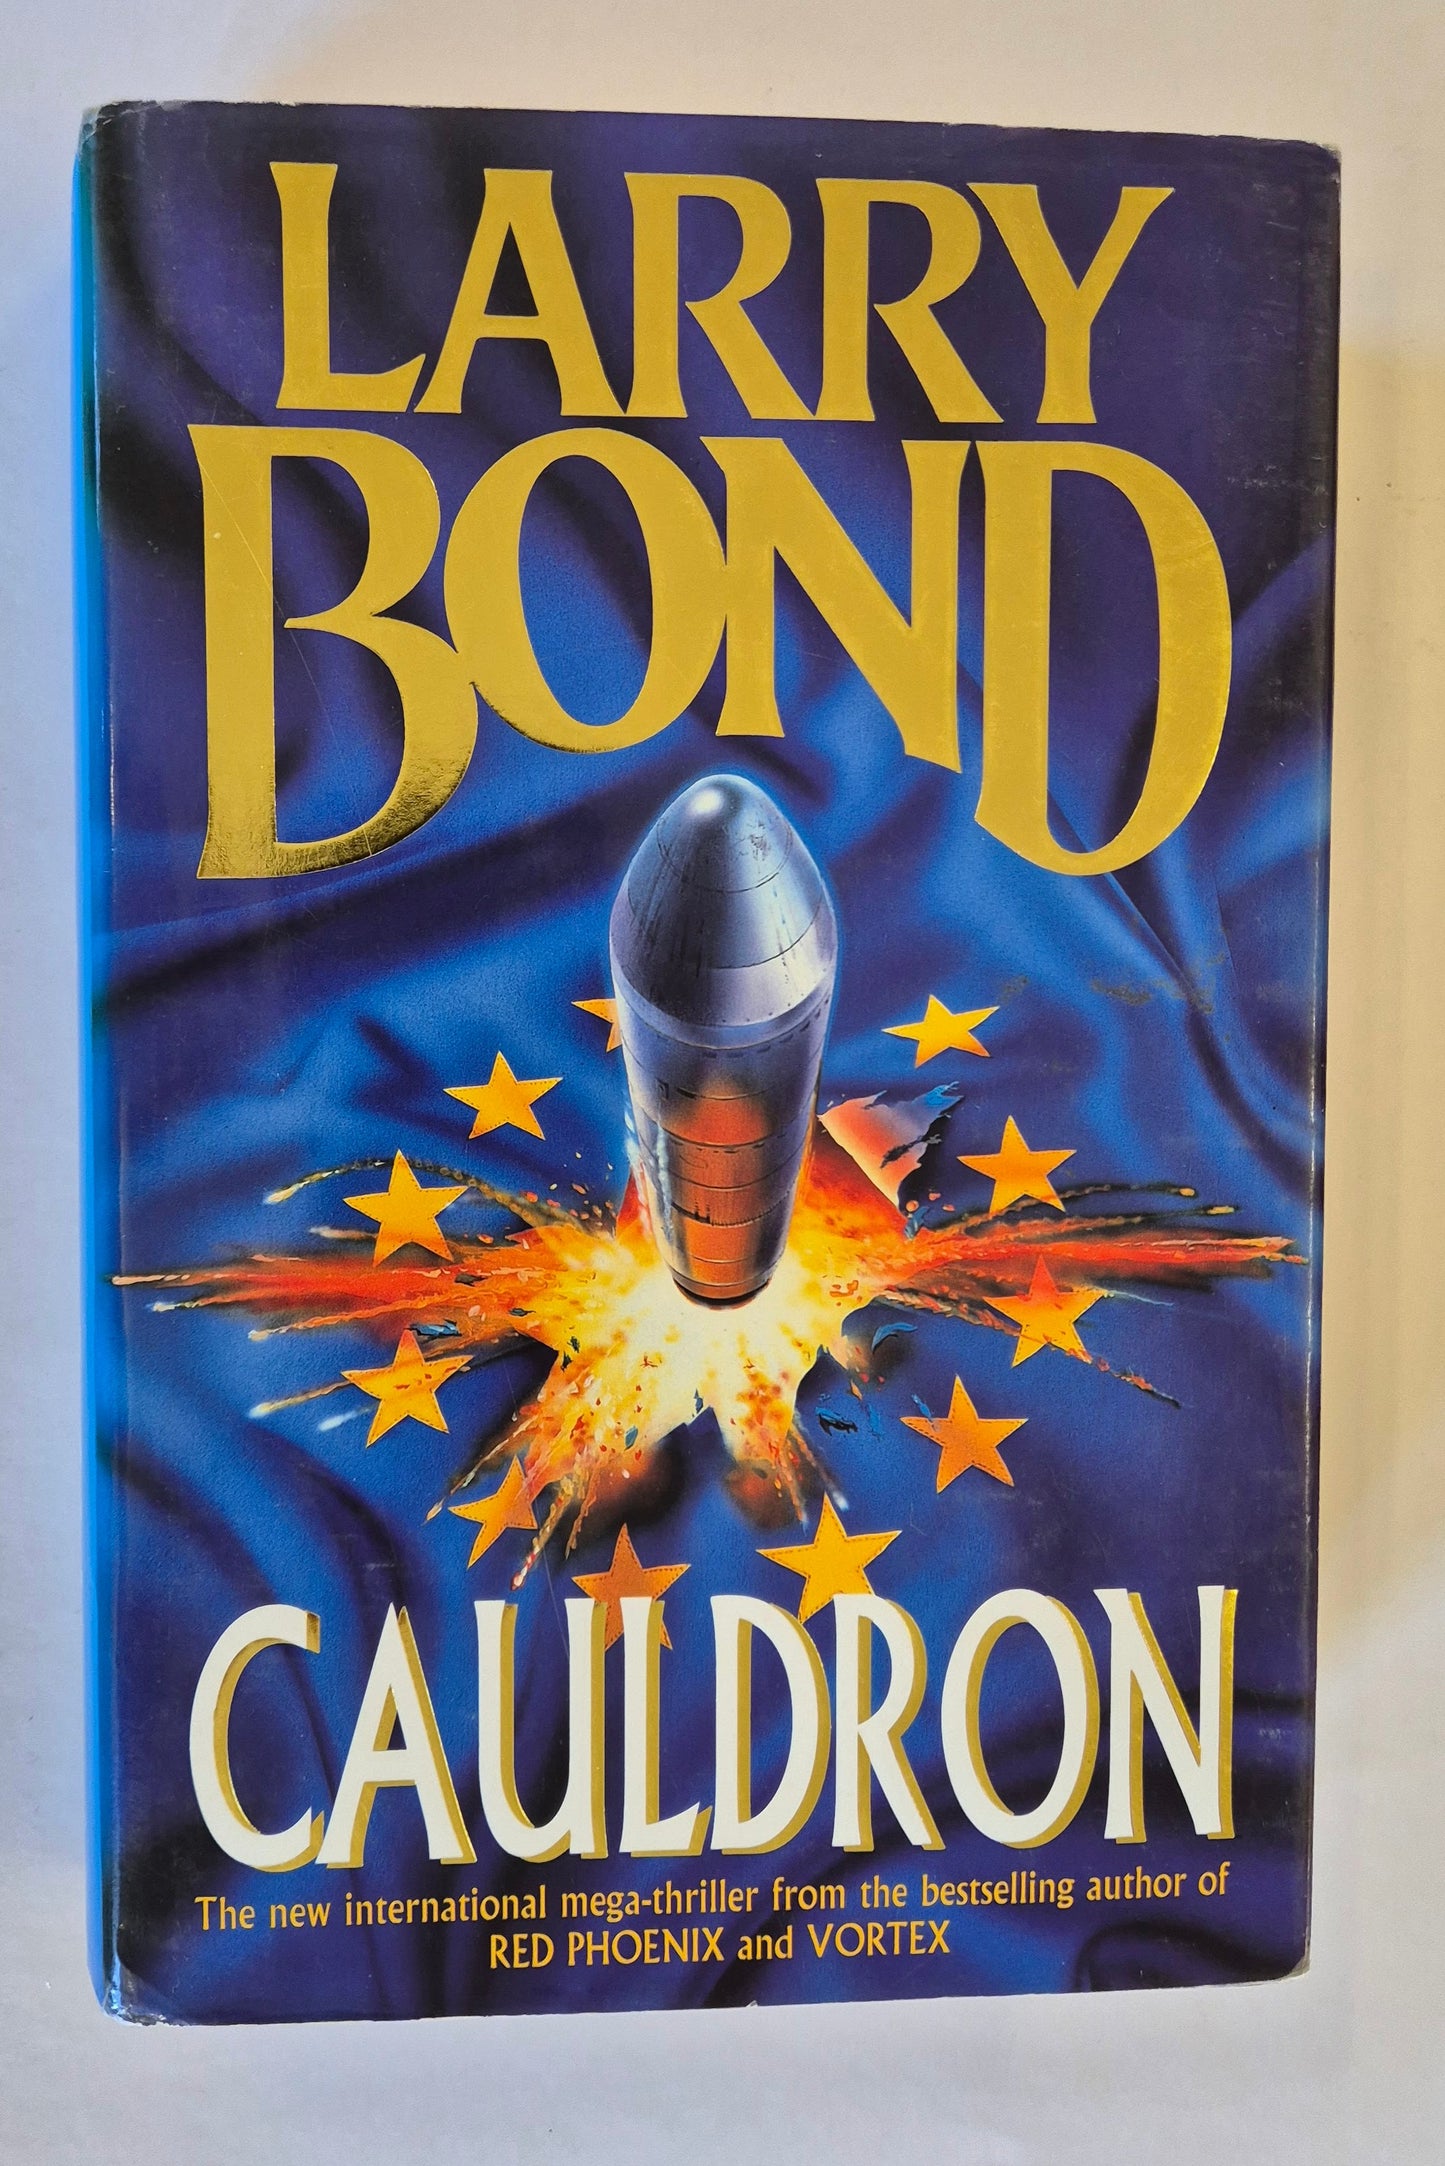 LARRY
BOND
CAULDRON
The new international mega-thriller from the bestselling author of
RED PHOENIX and VORTEX